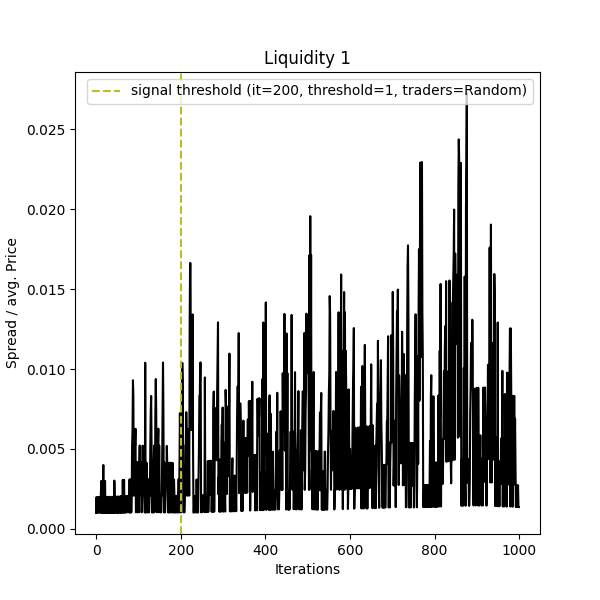 Liquidity 1
signal threshold (it=200, threshold=1, traders=Random)
Spread / avg. Price
0.025
0.020
0.015
0.010
0.005
0.000
0 200 400 600 800 1000
Iterations